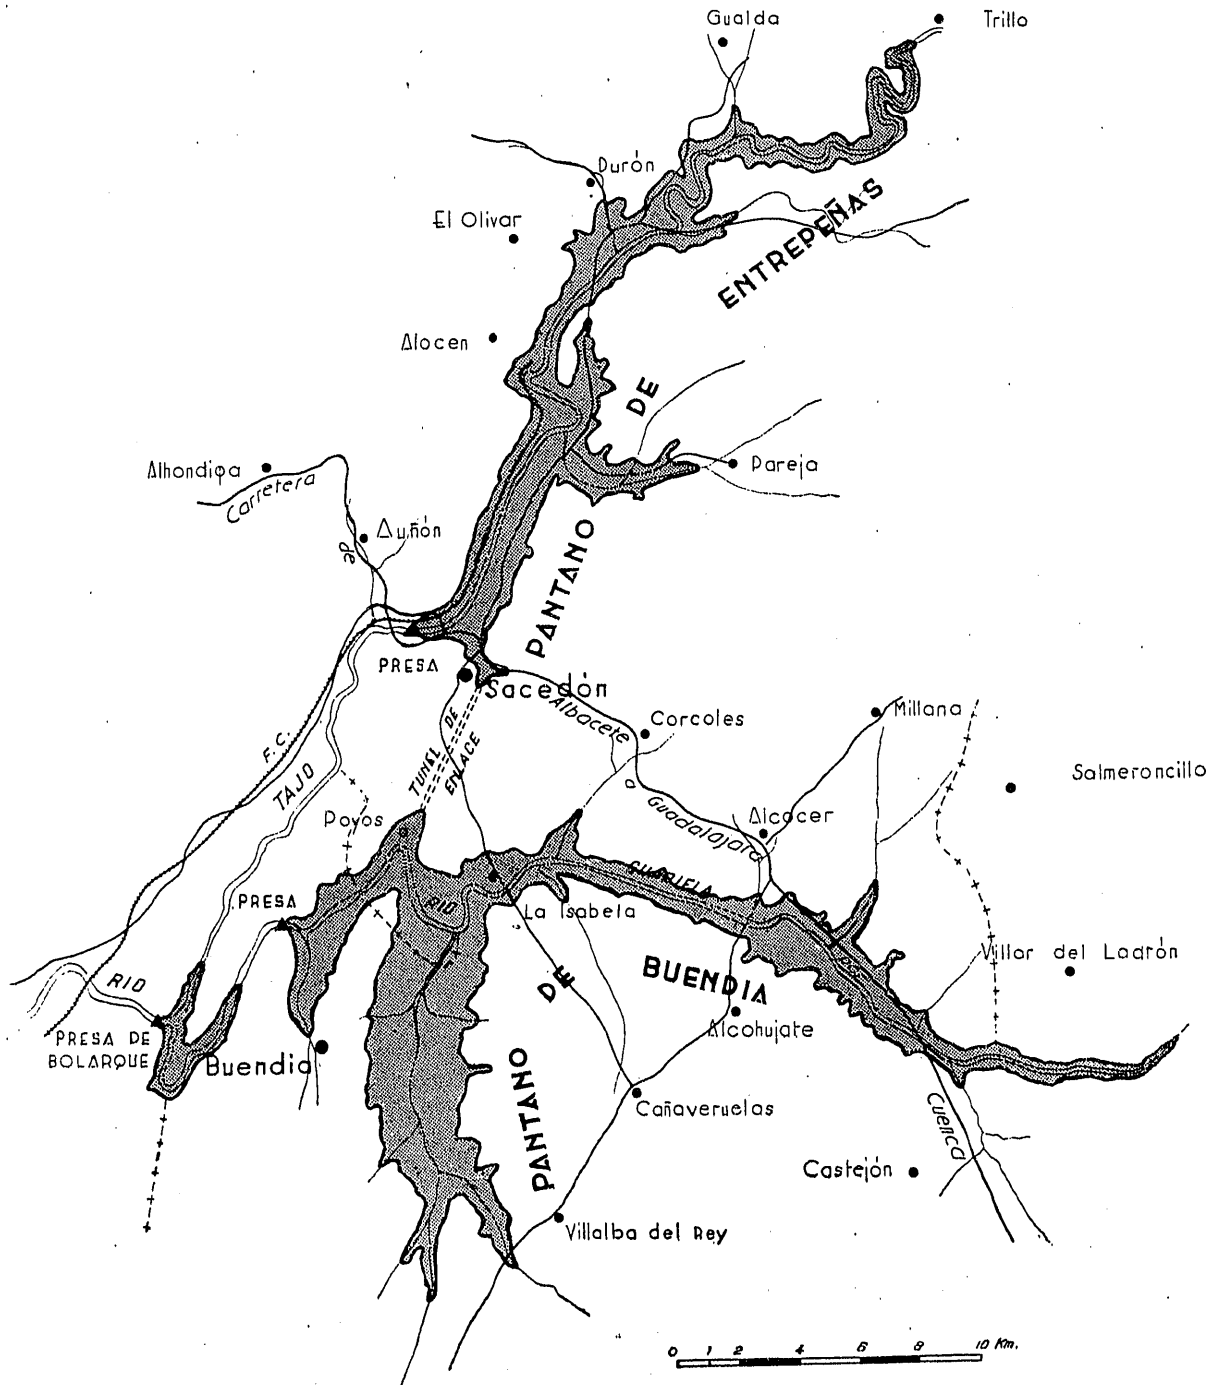 Gualda
Trillo
Durón
El Olivar
ENTREPEÑAS
Alocen
DE
Alhondiga
Pareja
Carretera
Auñón
de
PANTANO
PRESA
Sacedón
Albacete
Corcoles
Millana
TUNEL DE
ENLACE
F.C.
TAJO
Salmeroncillo
a
Poyos
Guadalajara
Alcocer
GUADIELA
PRESA
RIO
La Isabela
Villar del Ladrón
BUENDIA
DE
RIO
Alcohujate
PRESA DE
BOLARQUE
Buendia
PANTANO
Cañaveruelas
Cuenca
Castejón
Villalba del Rey
0 1 2 4 6 8 10 Km.